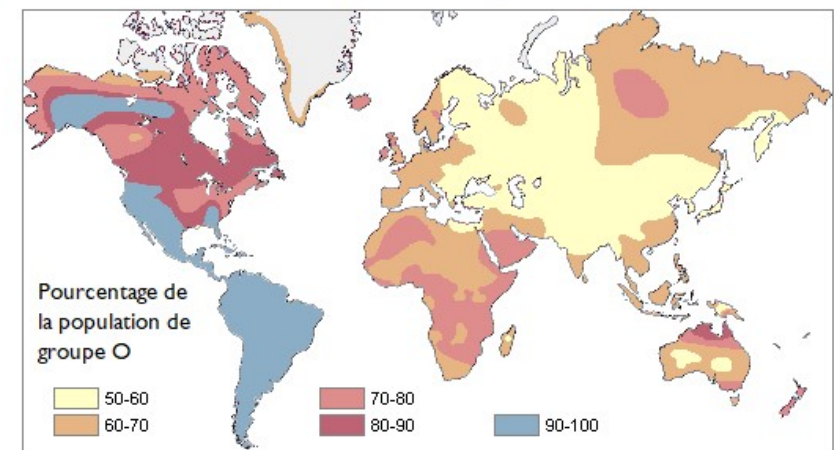 Pourcentage de
la population de
groupe O
50-60
60-70
70-80
80-90
90-100